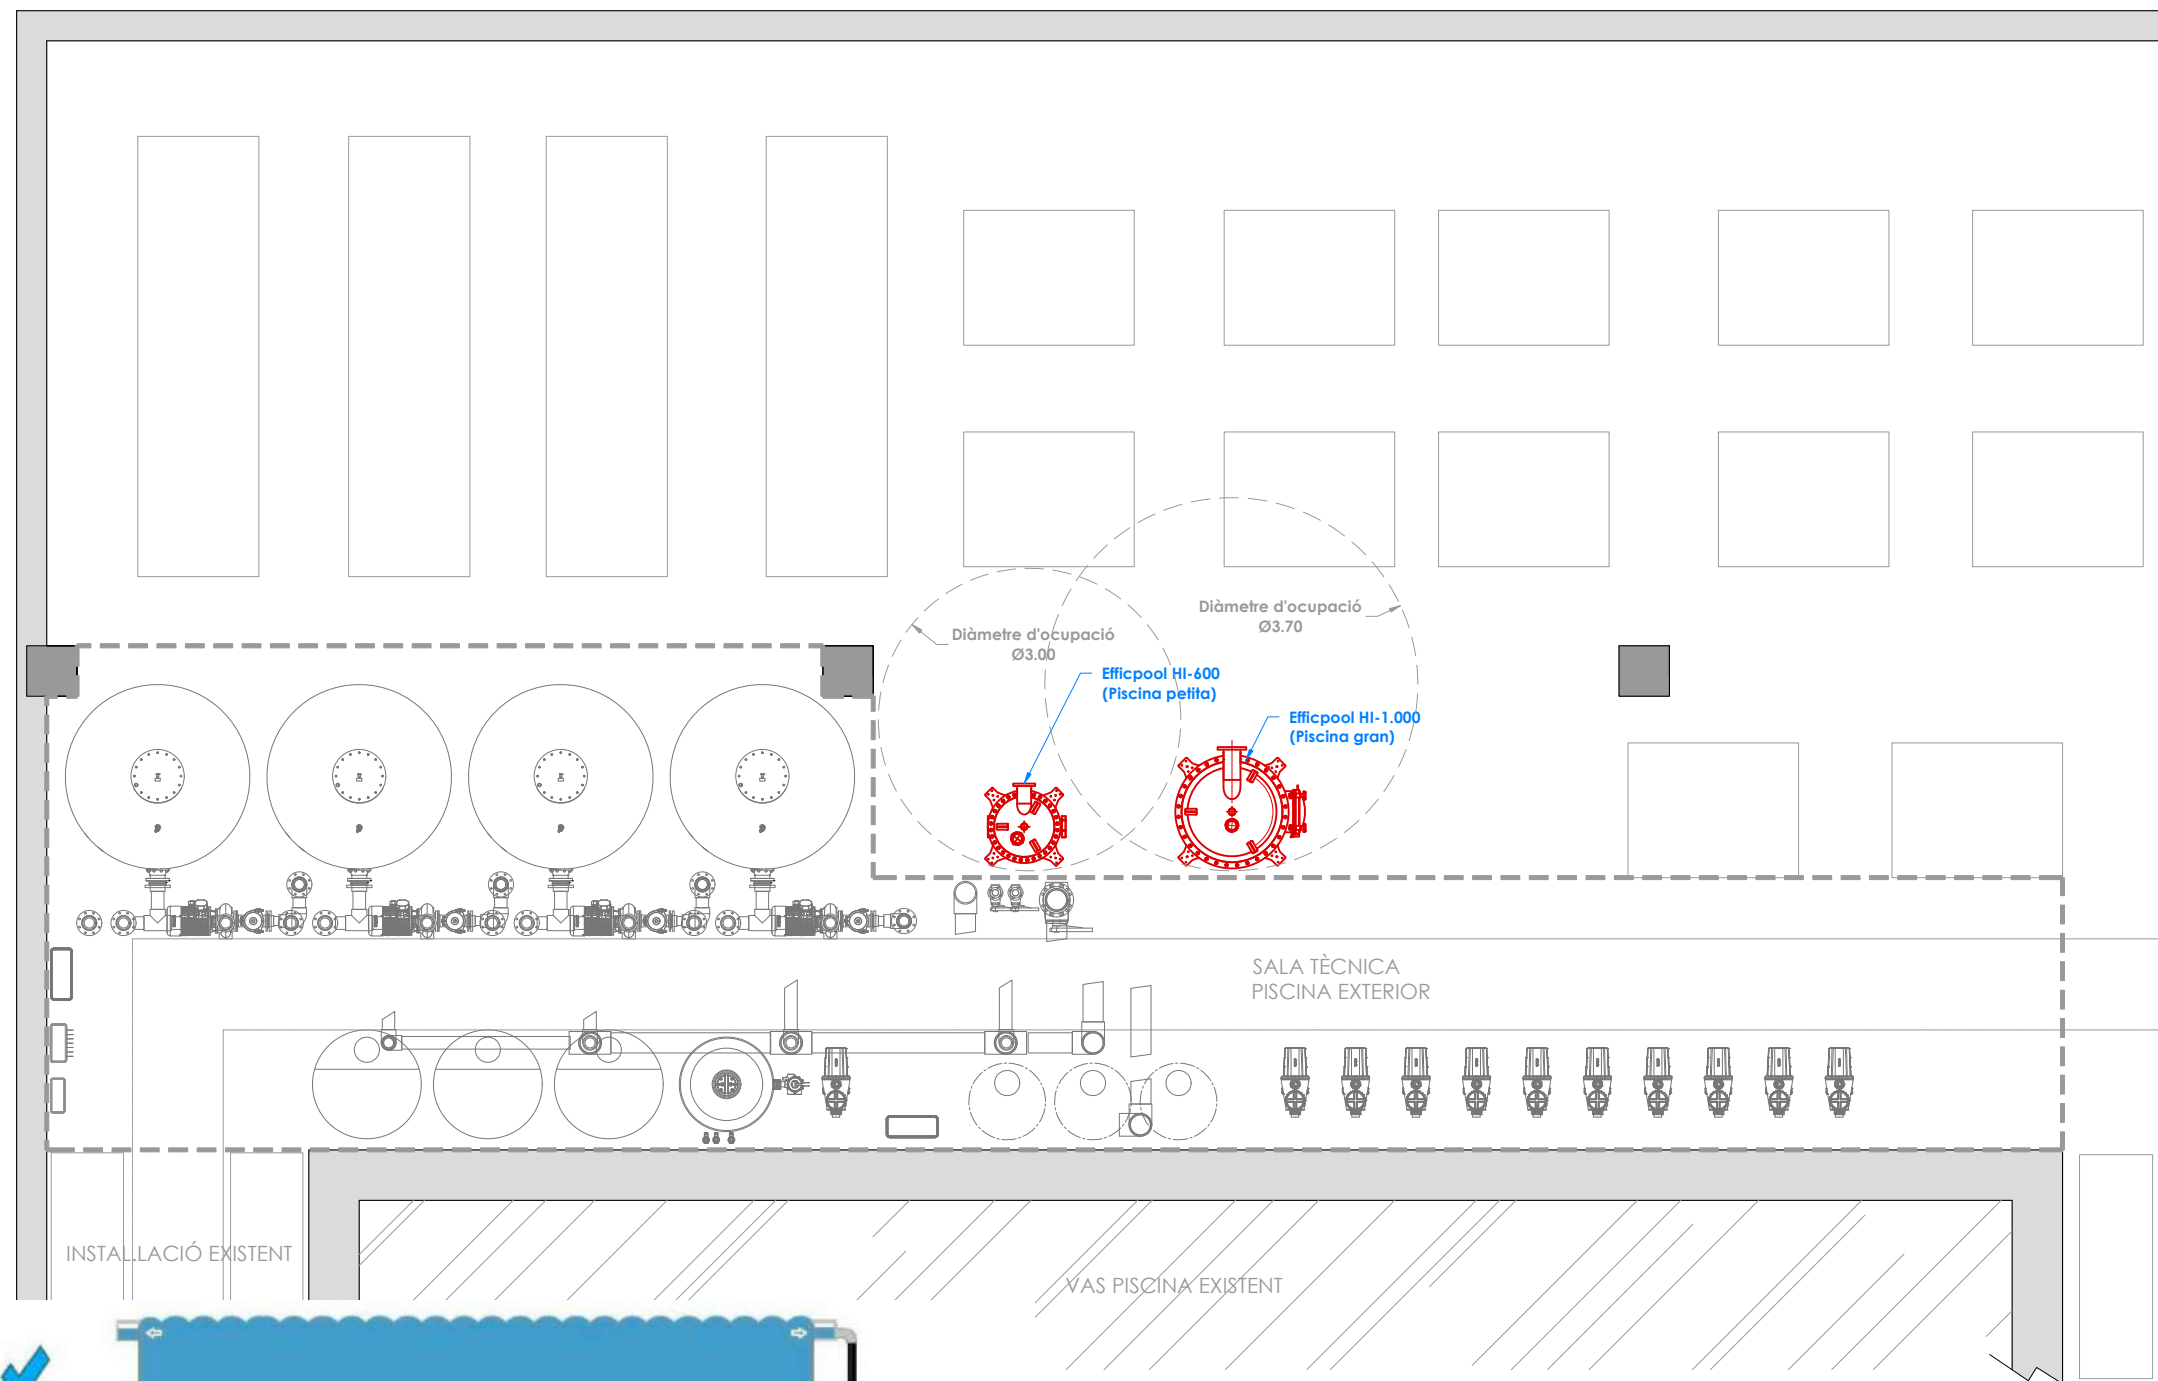 Diàmetre d'ocupació
Ø3.70
Diàmetre d'ocupació
Ø3.00
Efficpool HI-600
(Piscina petita)
Efficpool HI-1.000
(Piscina gran)
SALA TÈCNICA
PISCINA EXTERIOR
INSTAL.LACIÓ EXISTENT
VAS PISCINA EXISTENT